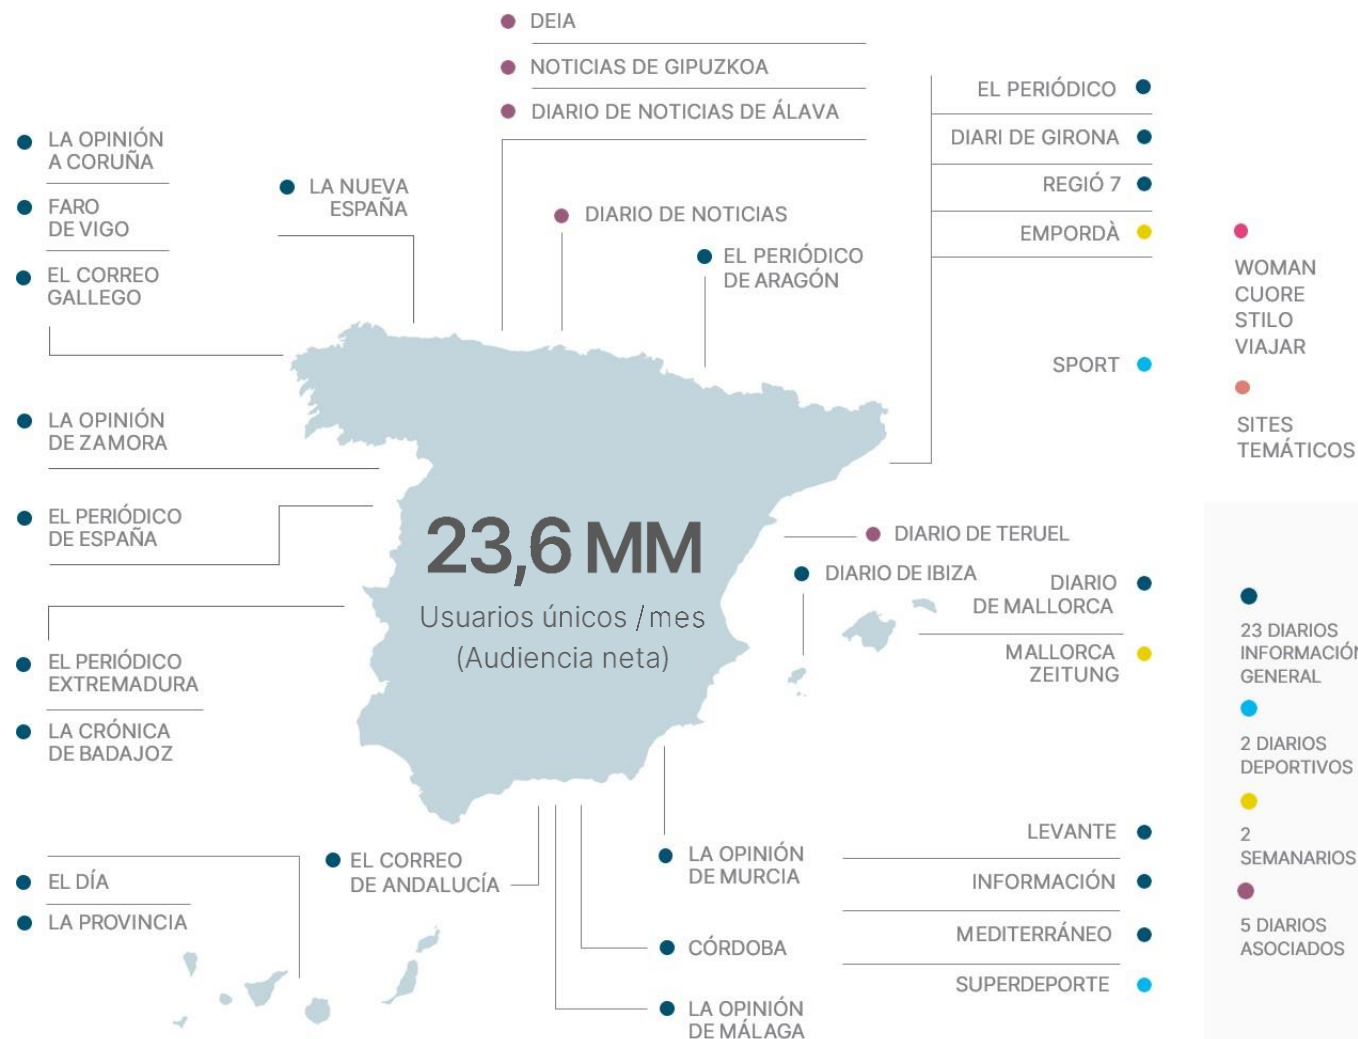 DEIA
NOTICIAS DE GIPUZKOA
DIARIO DE NOTICIAS DE ÁLAVA
LA OPINIÓN
A CORUÑA
FARO
DE VIGO
EL CORREO
GALLEGO
LA NUEVA
ESPAÑA
DIARIO DE NOTICIAS
EL PERIÓDICO
DE ARAGÓN
EL PERIÓDICO
DIARI DE GIRONA
REGIÓ 7
EMPORDÀ
SPORT
WOMAN
CUORE
STILO
VIAJAR
SITES
TEMÁTICOS
LA OPINIÓN
DE ZAMORA
EL PERIÓDICO
DE ESPAÑA
EL PERIÓDICO
EXTREMADURA
LA CRÓNICA
DE BADAJOZ
23,6 MM
Usuarios únicos /mes
(Audiencia neta)
DIARIO DE TERUEL
DIARIO DE IBIZA
DIARIO
DE MALLORCA
MALLORCA
ZEITUNG
EL DÍA
LA PROVINCIA
EL CORREO
DE ANDALUCÍA
LA OPINIÓN
DE MURCIA
CÓRDOBA
LA OPINIÓN
DE MÁLAGA
LEVANTE
INFORMACIÓN
MEDITERRÁNEO
SUPERDEPORTE
23 DIARIOS
INFORMACIÓN
GENERAL
2 DIARIOS
DEPORTIVOS
2
SEMANARIOS
5 DIARIOS
ASOCIADOS